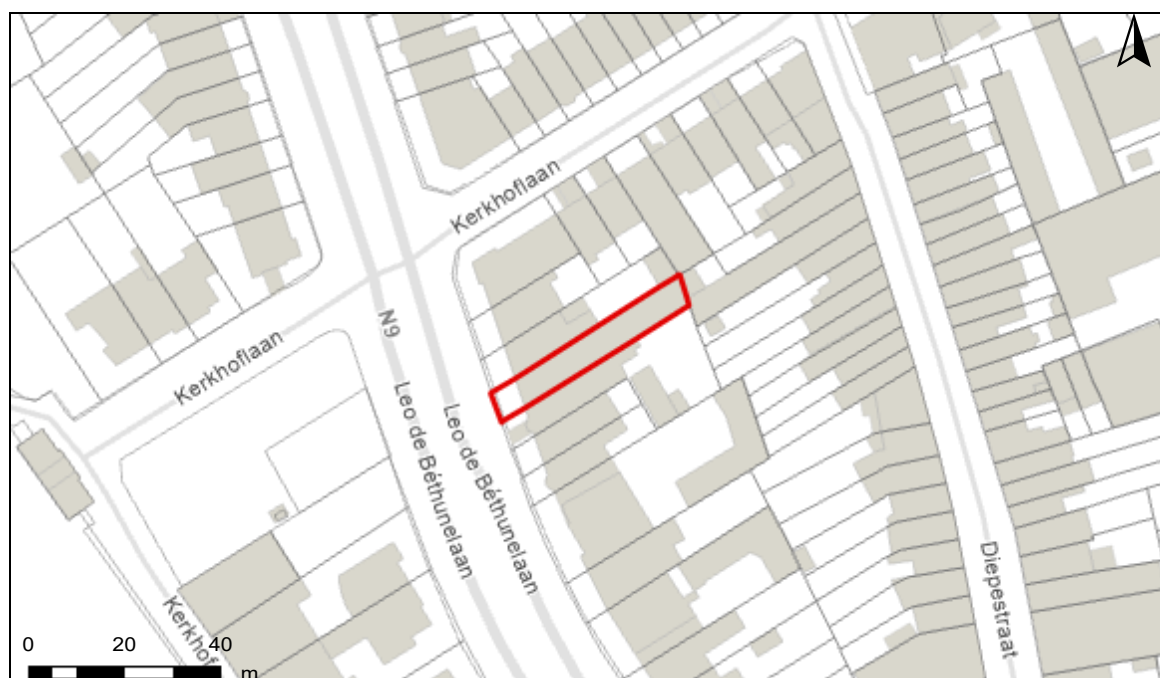 Kerkhoflaan
Kerkhoflaan
N9
Leo de Béthunelaan
Leo de Béthunelaan
Diepestraat
Kerkhof
0 20 40
m